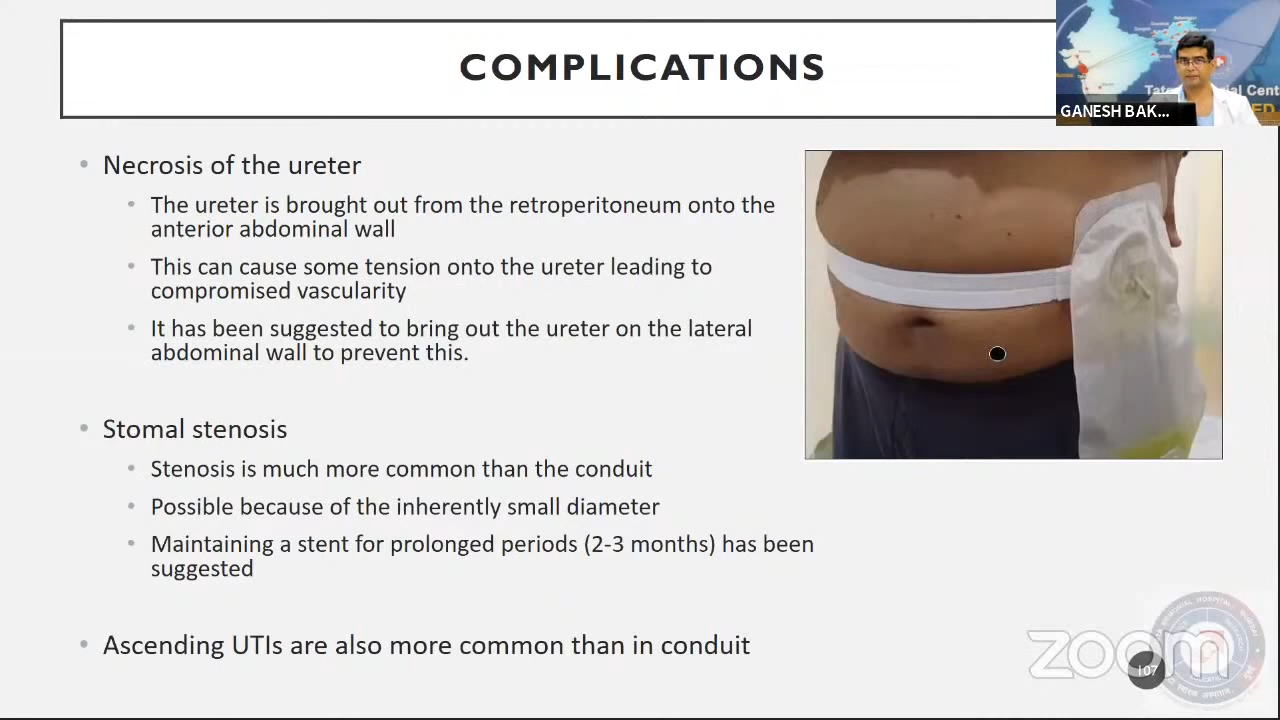 COMPLICATIONS
GANESH BAK...
Necrosis of the ureter
The ureter is brought out from the retroperitoneum onto the
anterior abdominal wall
This can cause some tension onto the ureter leading to
compromised vascularity
It has been suggested to bring out the ureter on the lateral
abdominal wall to prevent this.
Stomal stenosis
Stenosis is much more common than the conduit
Possible because of the inherently small diameter
Maintaining a stent for prolonged periods (2-3 months) has been
suggested
Ascending UTIs are also more common than in conduit
zoom
107